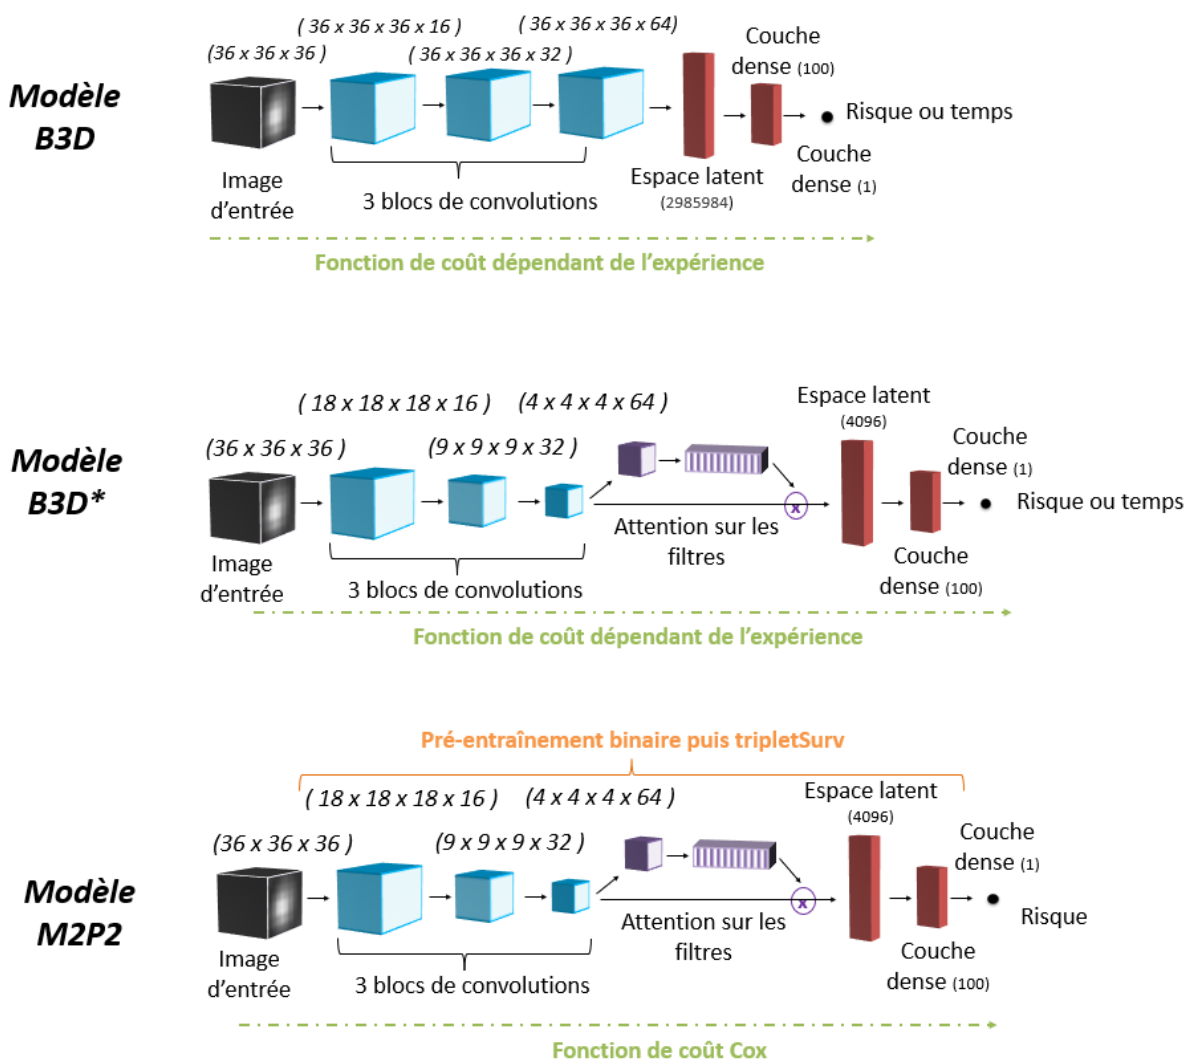 Modèle
B3D
(36 x 36 x 36)
( 36 x 36 x 36 x 16 )
( 36 x 36 x 36 x 32 )
( 36 x 36 x 36 x 64)
Couche
dense (100)
Risque ou temps
Couche
dense (1)
Espace latent
(2985984)
Image
d'entrée
3 blocs de convolutions
Fonction de coût dépendant de l'expérience
Modèle
B3D*
(36 x 36 x 36 )
( 18 x 18 x 18 x 16 )
(9 x 9 x 9 x 32 )
(4 x 4 x 4 x 64 )
Espace latent
(4096)
Couche
dense (1)
x
Risque ou temps
Attention sur les
filtres
Couche
dense (100)
Image
d'entrée
3 blocs de convolutions
Fonction de coût dépendant de l'expérience
Pré-entraînement binaire puis tripletSurv
Modèle
M2P2
(36 x 36 x 36 )
( 18 x 18 x 18 x 16 )
(9 x 9 x 9 x 32 )
(4 x 4 x 4 x 64 )
Espace latent
(4096)
Couche
dense (1)
x
Risque
Attention sur les
filtres
Couche
dense (100)
Image
d'entrée
3 blocs de convolutions
Fonction de coût Cox